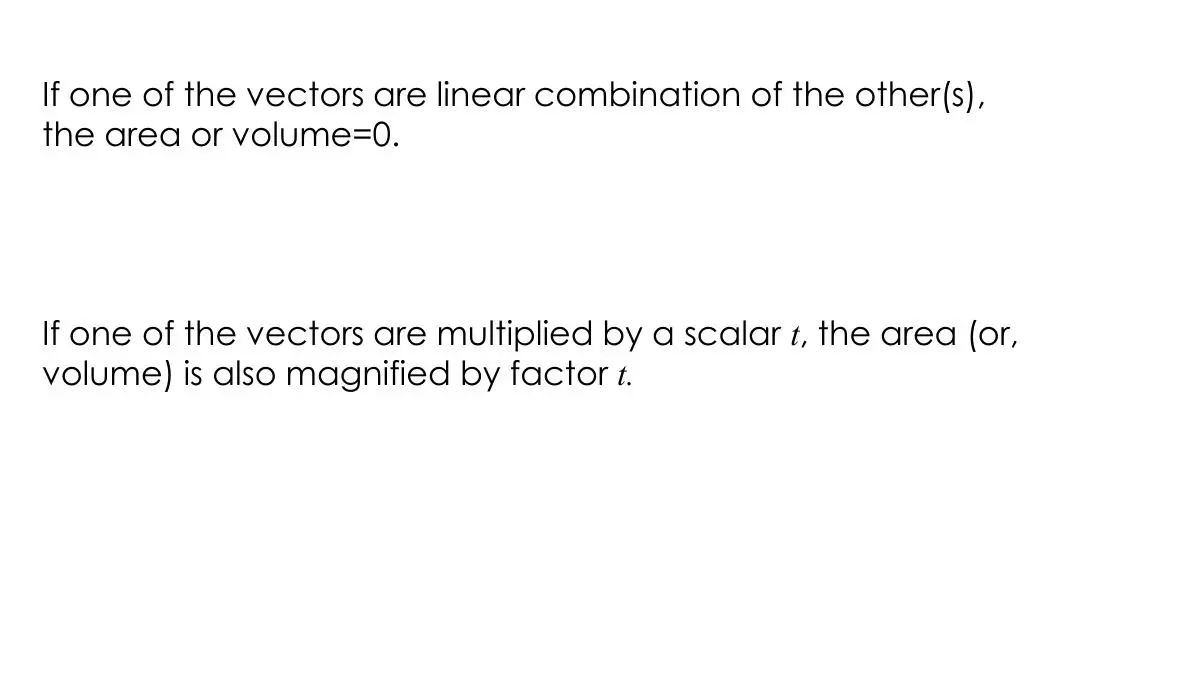 If one of the vectors are linear combination of the other(s),
the area or volume=0.
If one of the vectors are multiplied by a scalar t, the area (or,
volume) is also magnified by factor t.